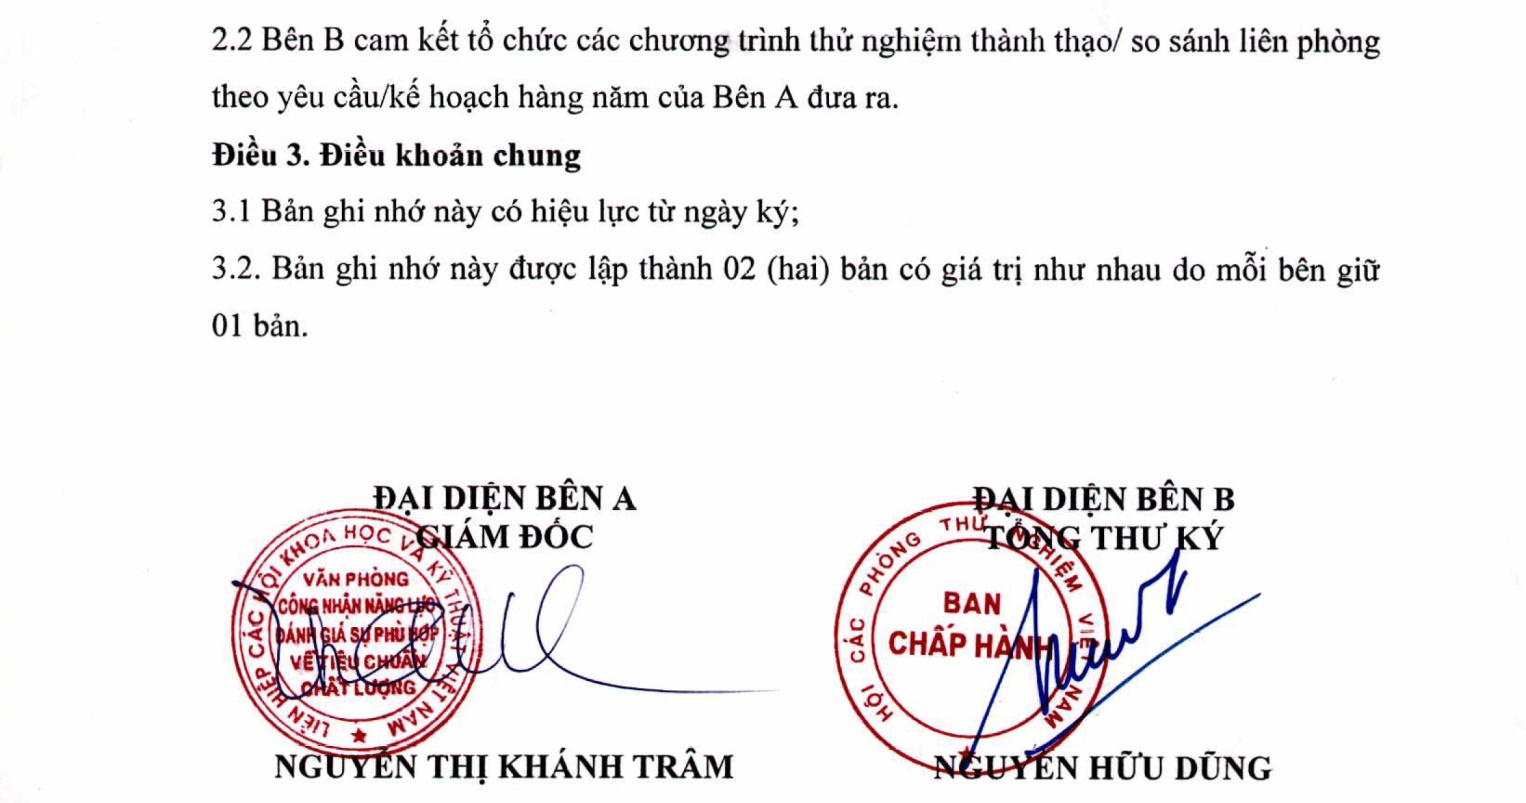 2.2 Bên B cam kết tổ chức các chương trình thử nghiệm thành thạo/ so sánh liên phòng
theo yêu cầu/kế hoạch hàng năm của Bên A đưa ra.
Điều 3. Điều khoản chung
3.1 Bản ghi nhớ này có hiệu lực từ ngày ký;
3.2. Bản ghi nhớ này được lập thành 02 (hai) bản có giá trị như nhau do mỗi bên giữ
01 bản.
ĐẠI DIỆN BÊN A
GIÁM ĐỐC
LIÊN HIỆP CÁC HỘI KHOA HỌC VÀ KỸ THUẬT VIỆT NAM
VĂN PHÒNG
CÔNG NHẬN NĂNG LỰC
ĐÁNH GIÁ SỰ PHÙ HỢP
VỀ TIÊU CHUẨN
CHẤT LƯỢNG
NGUYỄN THỊ KHÁNH TRÂM
ĐẠI DIỆN BÊN B
TỔNG THƯ KÝ
HỘI CÁC PHÒNG THỬ NGHIỆM VIỆT NAM
BAN
CHẤP HÀNH
NGUYỄN HỮU DŨNG